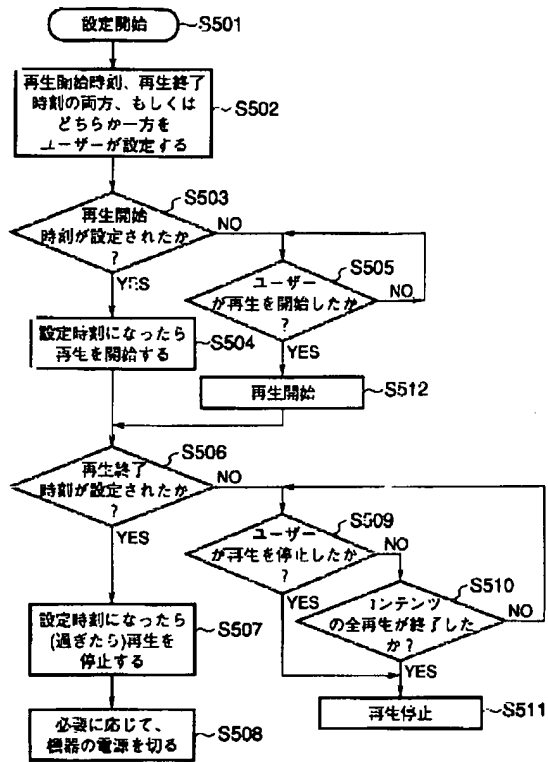 設定開始
S501
再生開始時刻、再生終了
時刻の両方、もしくは
どちらか一方を
ユーザーが設定する
S502
S503
再生開始
時刻が設定されたか
?
NO
YES
S505
ユーザー
が再生を開始したか
?
NO
YES
設定時刻になったら
再生を開始する
S504
再生開始
S512
S506
再生終了
時刻が設定されたか
?
NO
YES
S509
ユーザー
が再生を停止したか
?
NO
YES
S510
コンテンツ
の全再生が終了した
か?
NO
YES
設定時刻になったら
(過ぎたら)再生を
停止する
S507
再生停止
S511
必要に応じて、
機器の電源を切る
S508